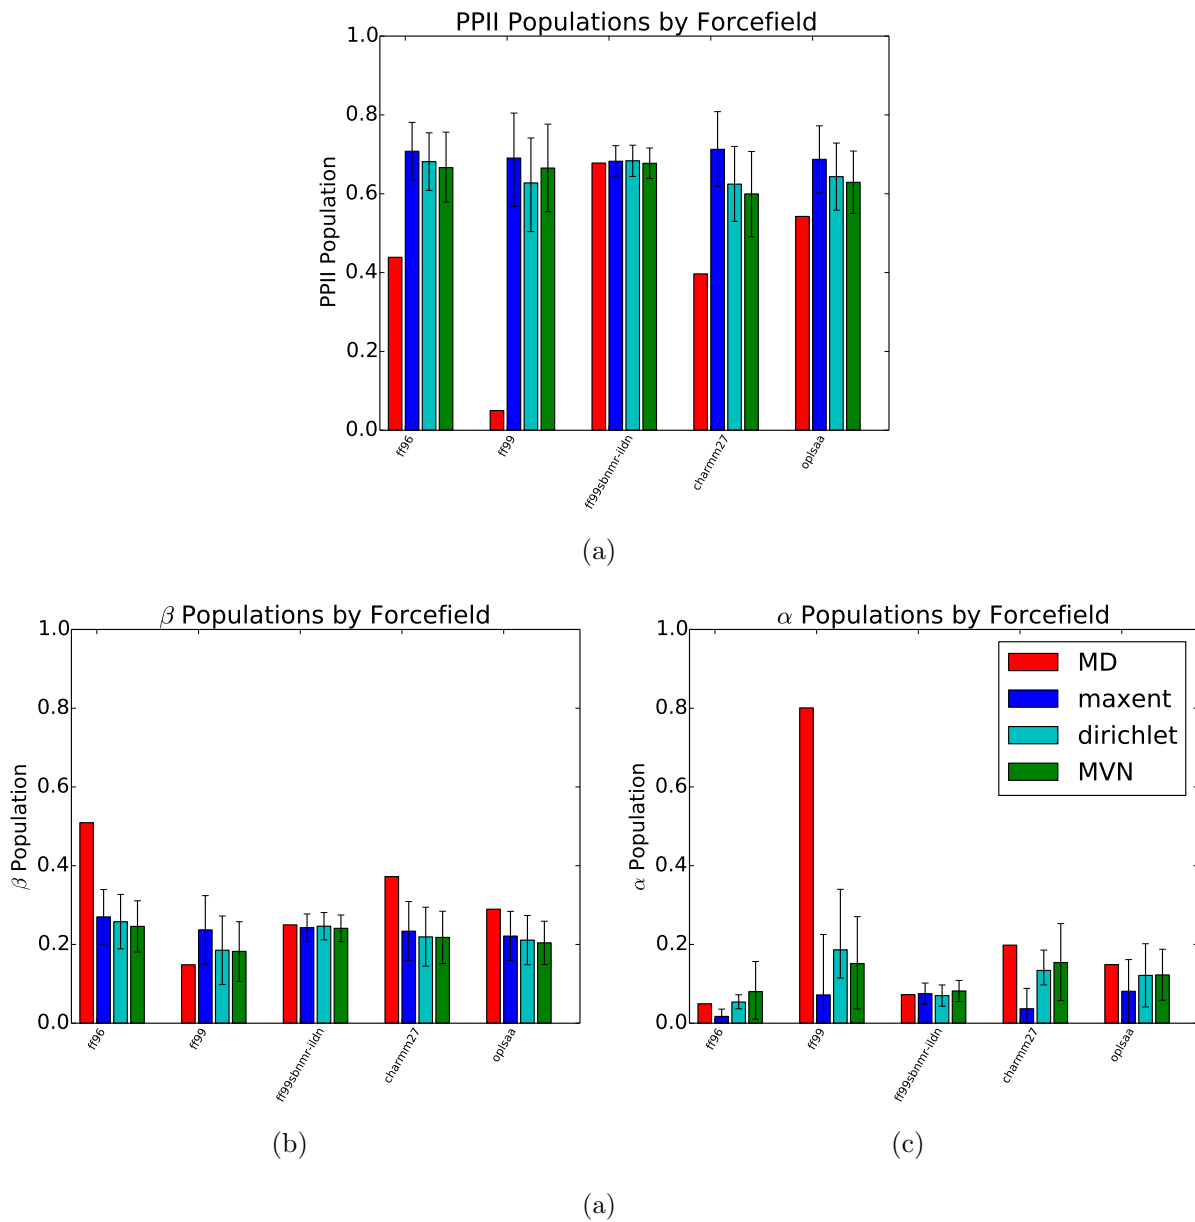 PPII Populations by Forcefield
1.0
0.8
0.6
0.4
0.2
0.0
PPII Population
ff96
ff99
ff99sbnmr-ildn
charmm27
oplsaa
(a)
β Populations by Forcefield
1.0
0.8
0.6
0.4
0.2
0.0
β Population
ff96
ff99
ff99sbnmr-ildn
charmm27
oplsaa
(b)
α Populations by Forcefield
1.0
0.8
0.6
0.4
0.2
0.0
α Population
MD
maxent
dirichlet
MVN
ff96
ff99
ff99sbnmr-ildn
charmm27
oplsaa
(c)
(a)